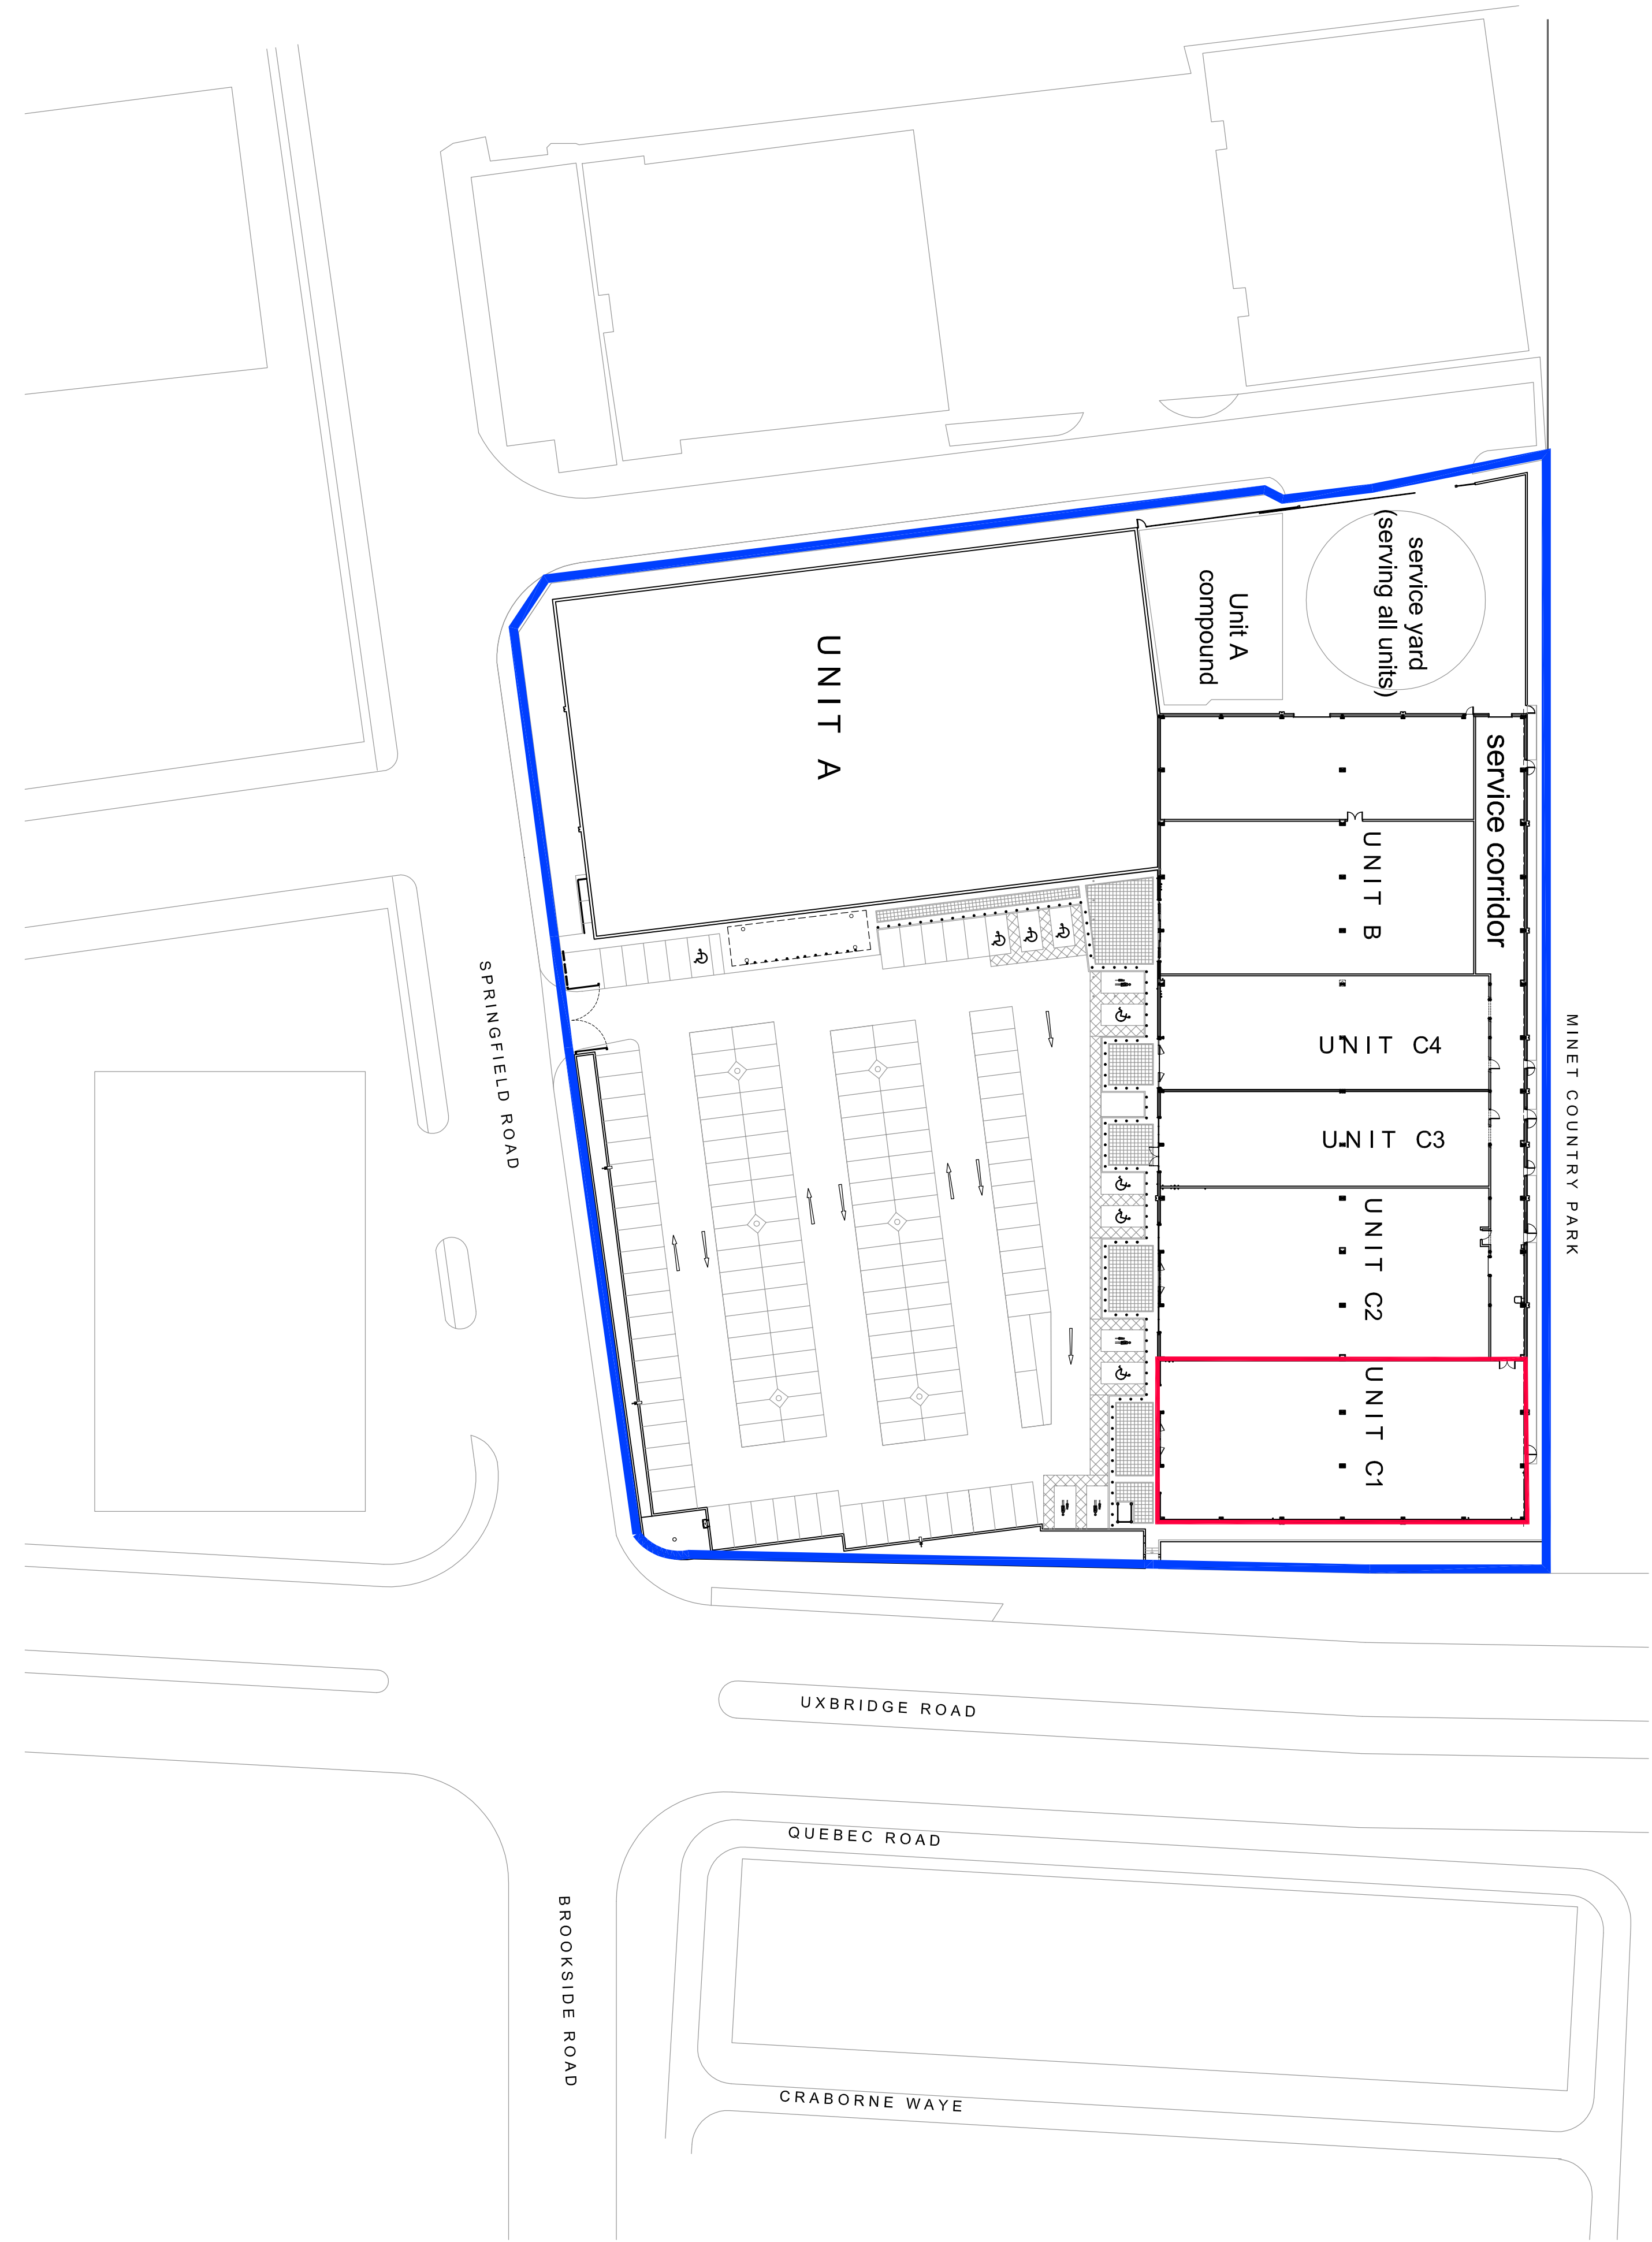 service yard
(serving all units)
Unit A
compound
UNIT A
service corridor
UNIT B
SPRINGFIELD ROAD
UNIT C4
MINET COUNTRY PARK
UNIT C3
UNIT C2
UNIT C1
UXBRIDGE ROAD
QUEBEC ROAD
BROOKSIDE ROAD
CRABORNE WAYE